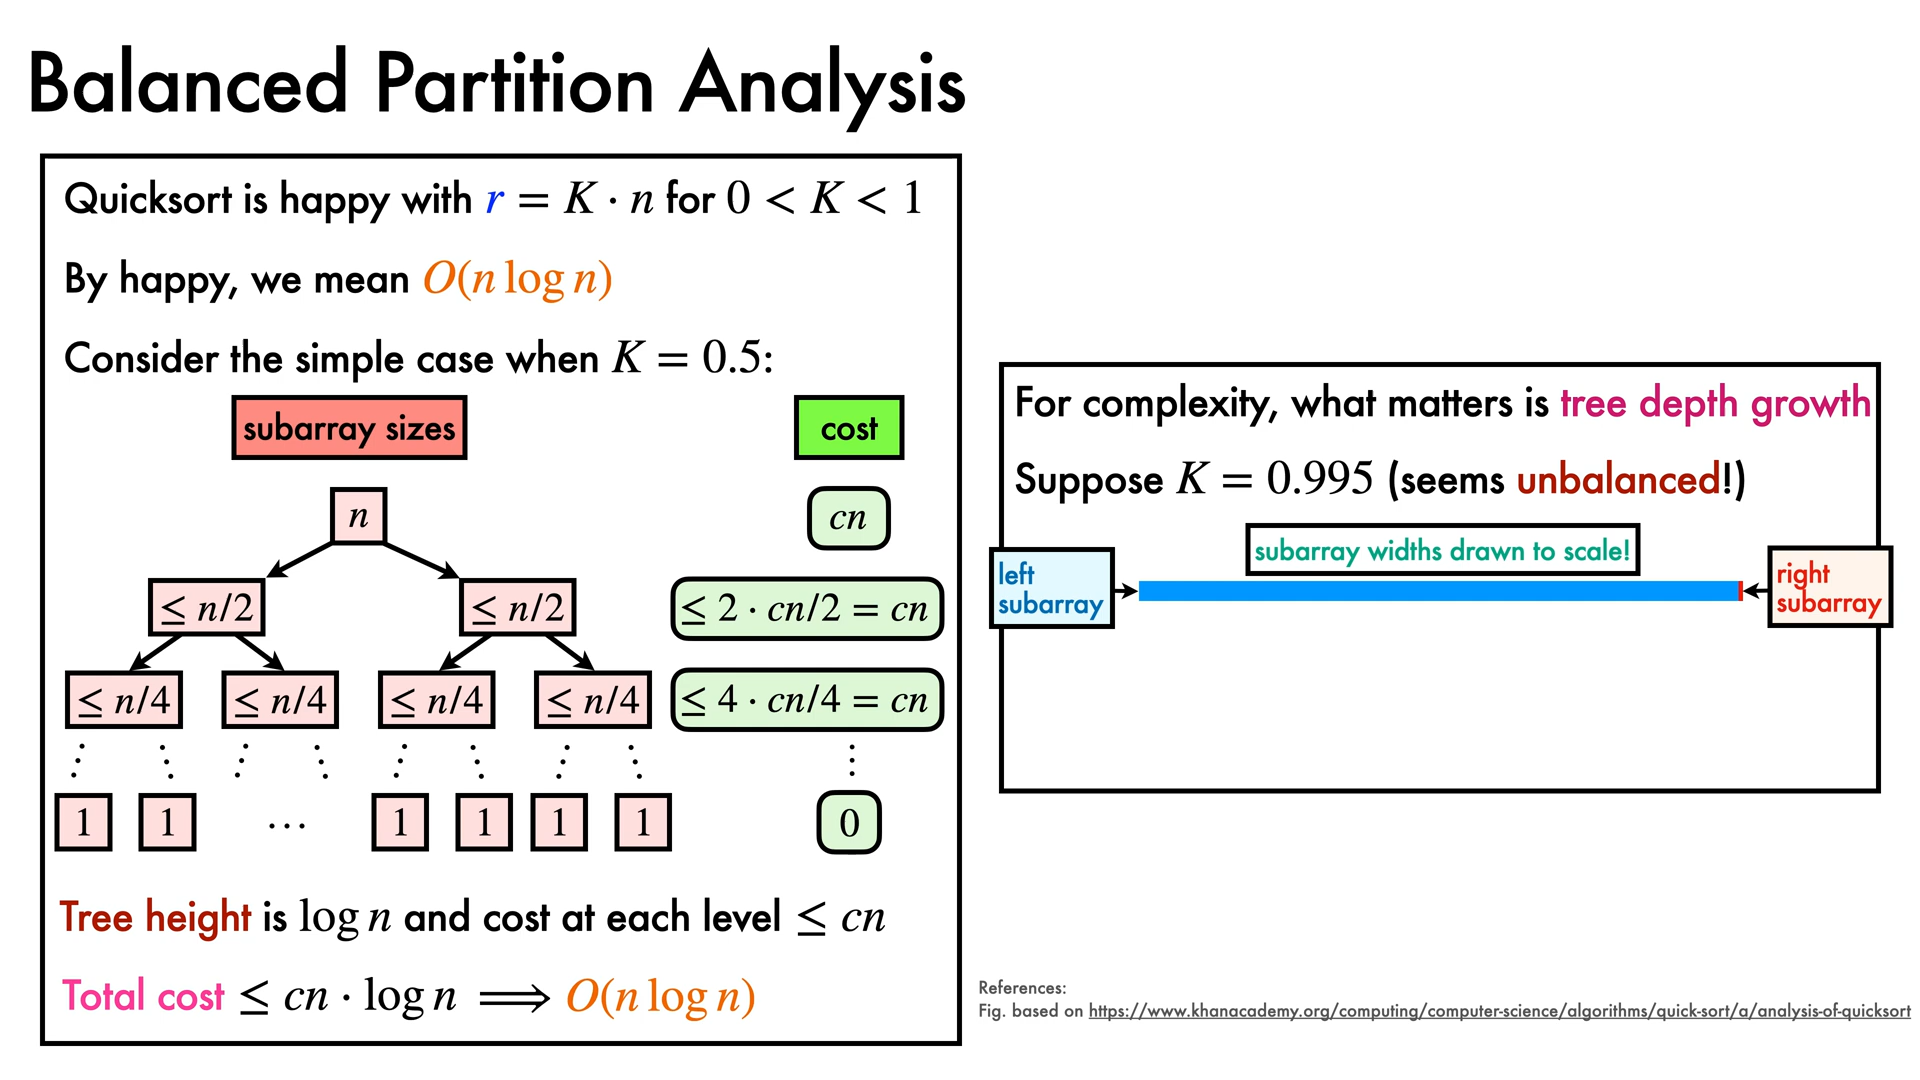 Balanced Partition Analysis
Quicksort is happy with r = K · n for 0 < K < 1
By happy, we mean O(n log n)
Consider the simple case when K = 0.5:
subarray sizes
cost
n
cn
≤ n/2
≤ n/2
≤ 2 · cn/2 = cn
≤ n/4
≤ n/4
≤ n/4
≤ n/4
≤ 4 · cn/4 = cn
1
1
…
1
1
1
1
0
Tree height is log n and cost at each level ≤ cn
Total cost ≤ cn · log n ⟹ O(n log n)
For complexity, what matters is tree depth growth
Suppose K = 0.995 (seems unbalanced!)
subarray widths drawn to scale!
left
subarray
right
subarray
References:
Fig. based on https://www.khanacademy.org/computing/computer-science/algorithms/quick-sort/a/analysis-of-quicksort